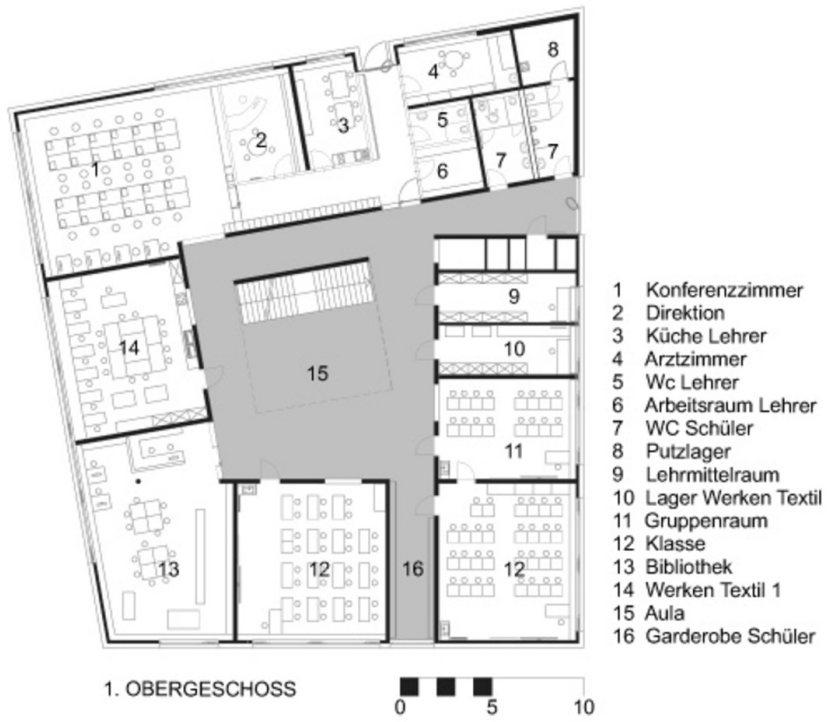 8
4
2
3
5
1
6
7
7
9
14
10
15
11
13
12
16
12
1 Konferenzzimmer
2 Direktion
3 Küche Lehrer
4 Arztzimmer
5 Wc Lehrer
6 Arbeitsraum Lehrer
7 WC Schüler
8 Putzlager
9 Lehrmittelraum
10 Lager Werken Textil
11 Gruppenraum
12 Klasse
13 Bibliothek
14 Werken Textil 1
15 Aula
16 Garderobe Schüler
1. OBERGESCHOSS
0 5 10